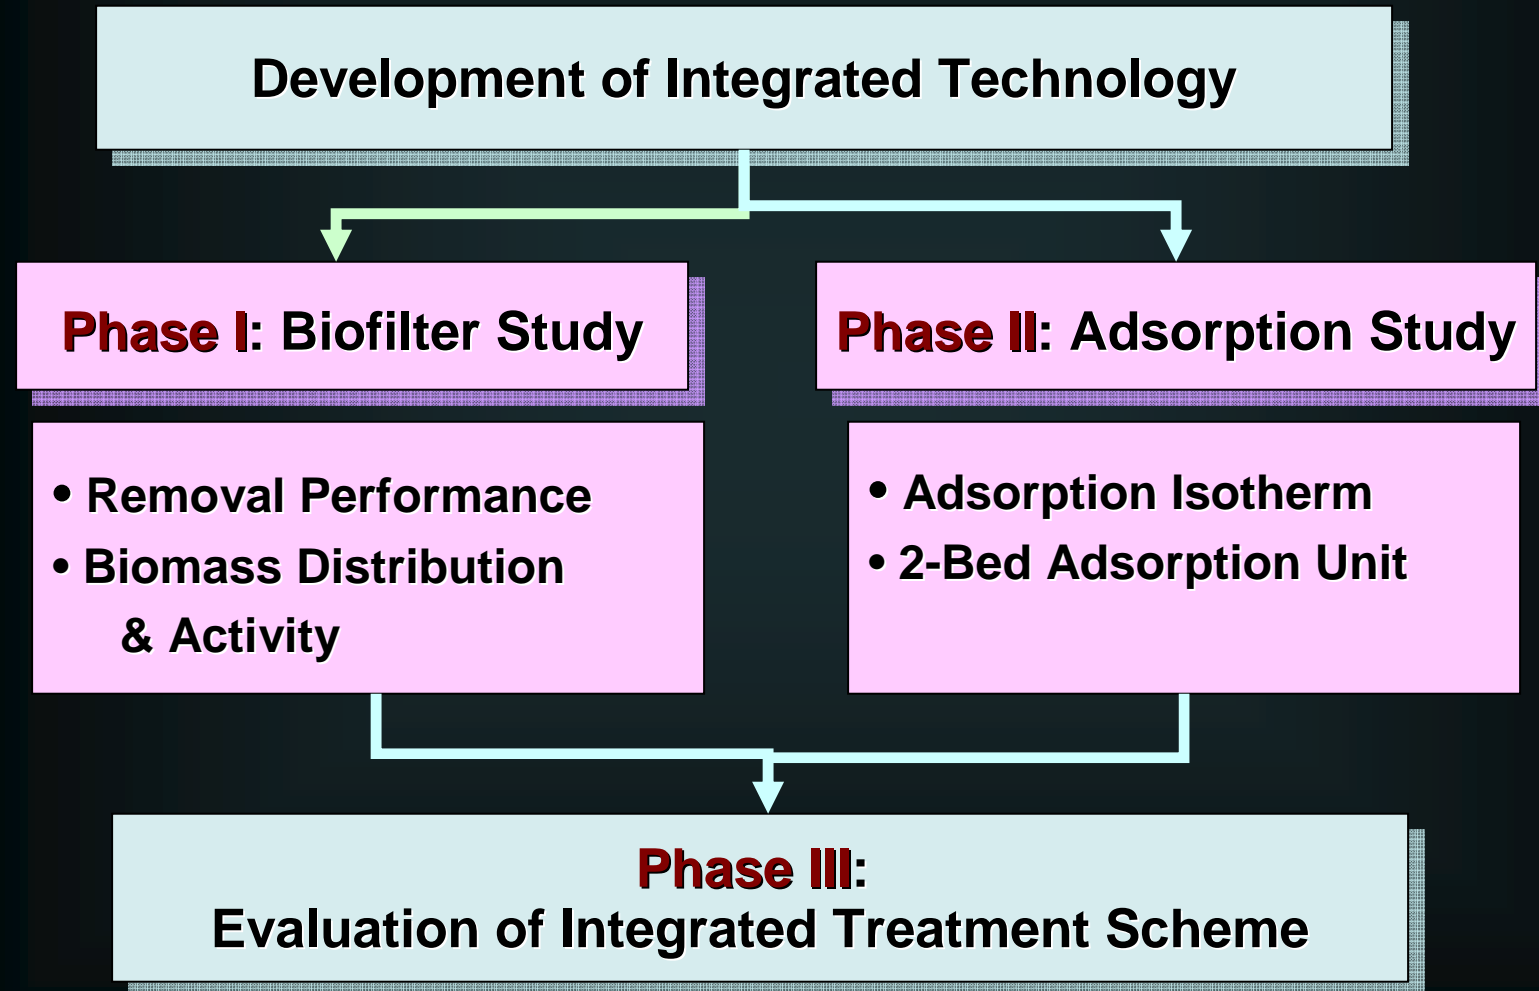 Development of Integrated Technology
Phase I: Biofilter Study
• Removal Performance
• Biomass Distribution
& Activity
Phase II: Adsorption Study
• Adsorption Isotherm
• 2-Bed Adsorption Unit
Phase III:
Evaluation of Integrated Treatment Scheme